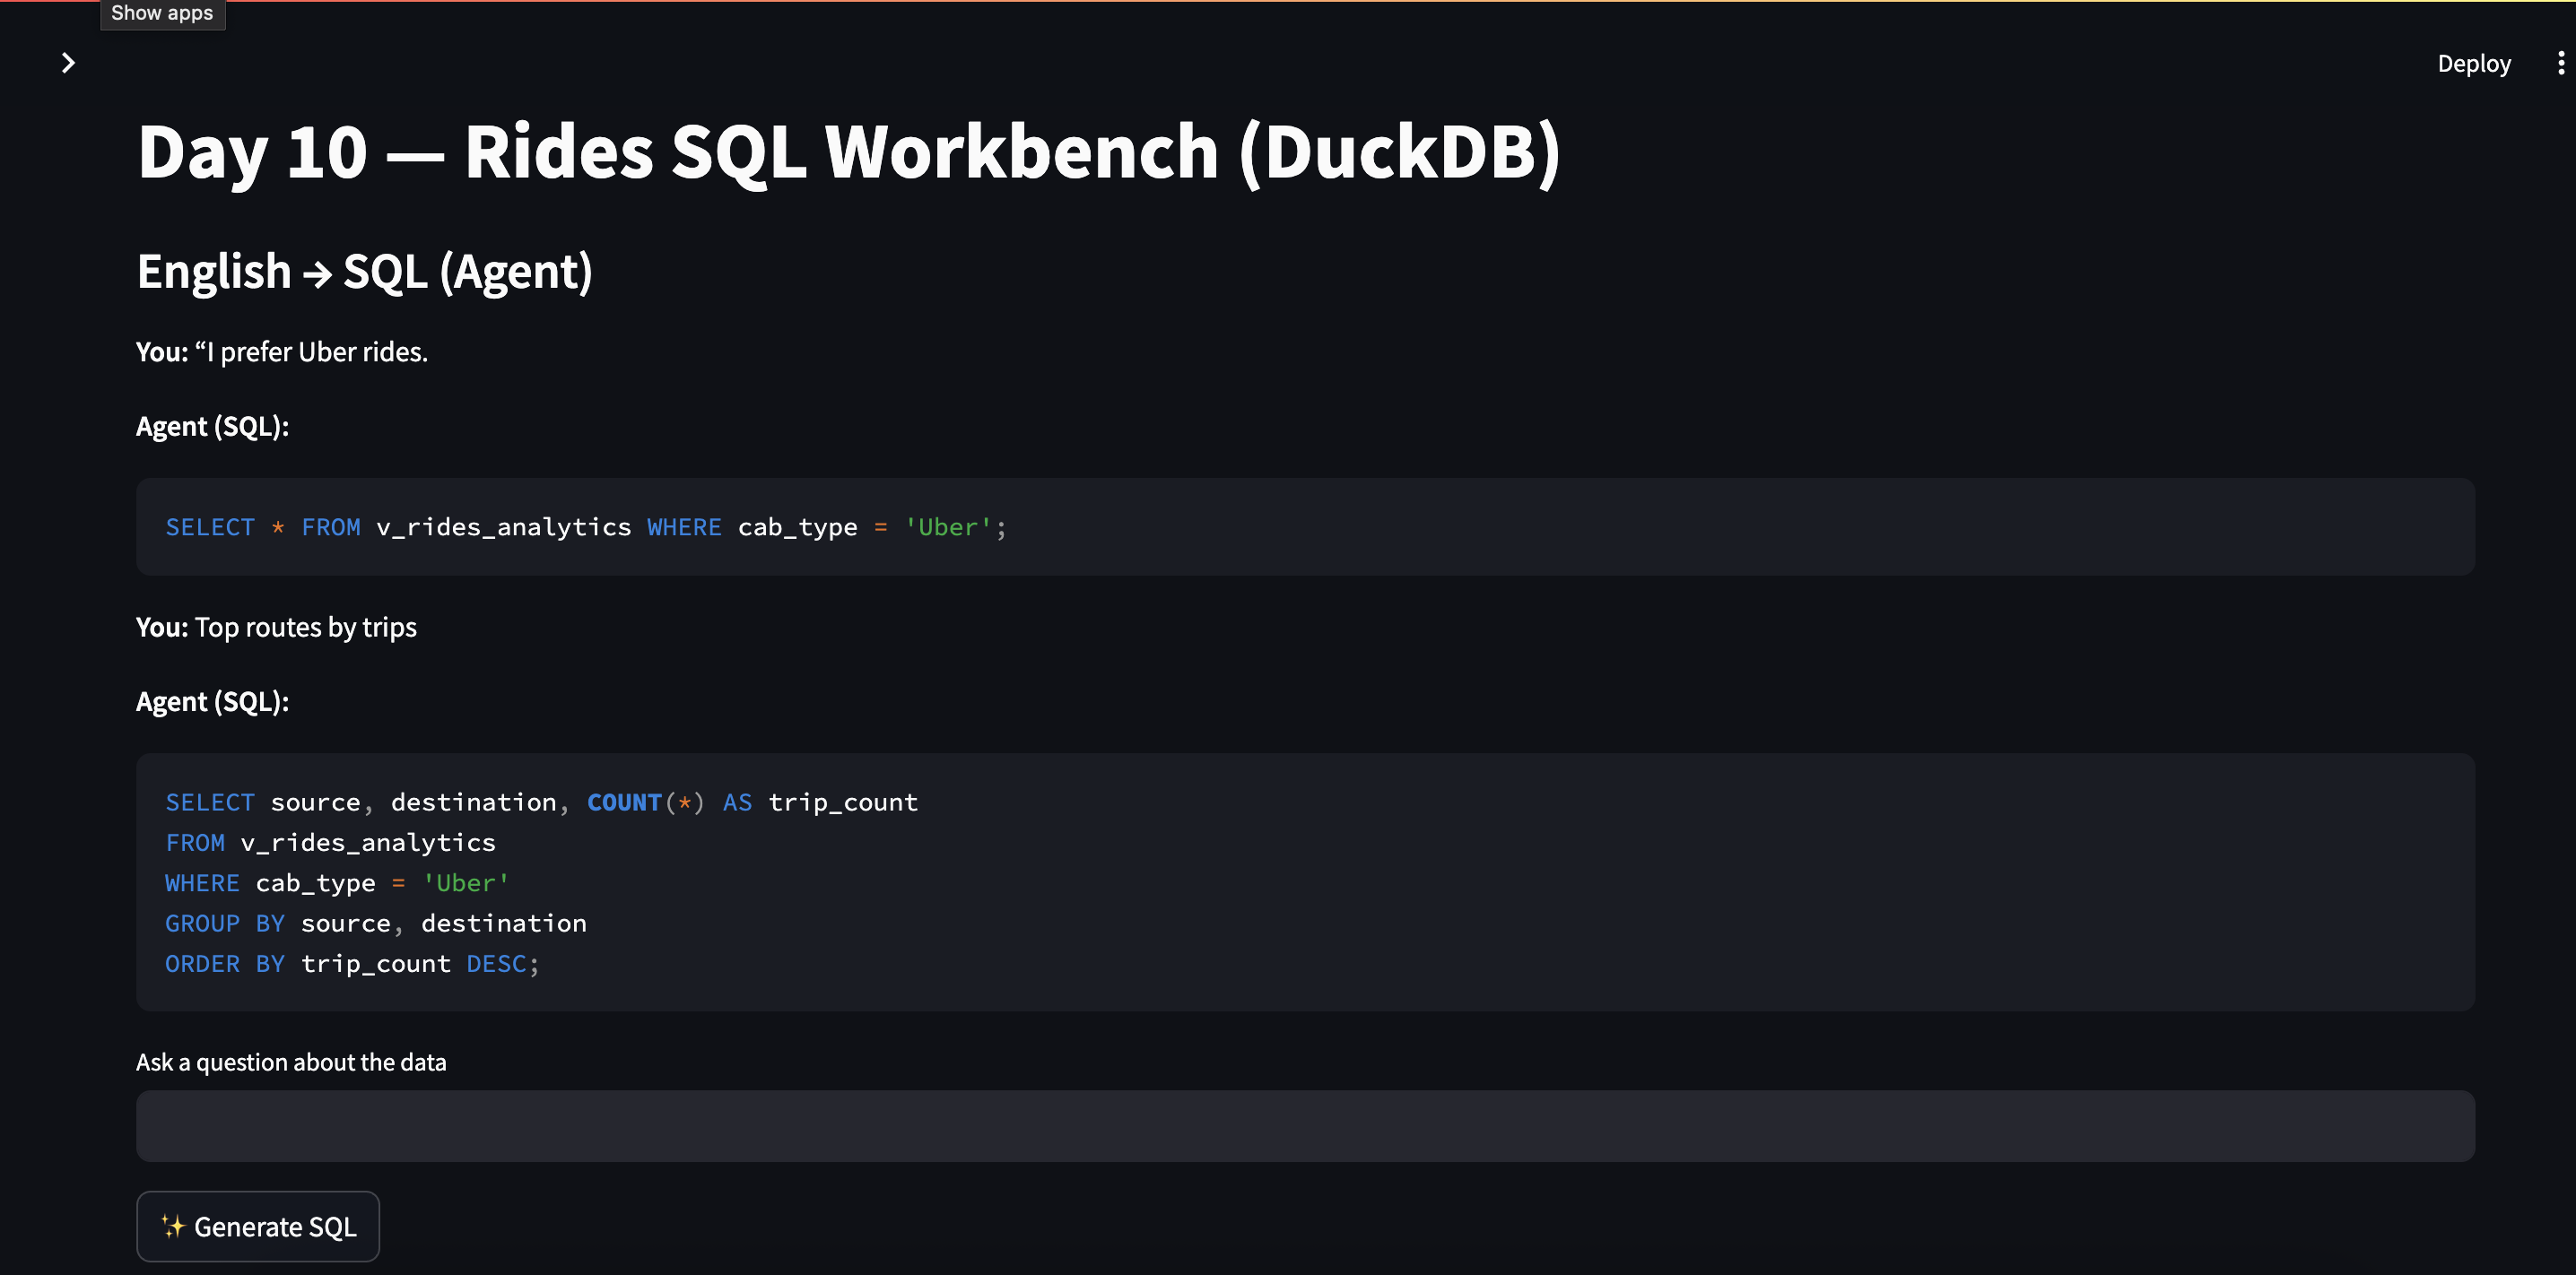 Show apps
Deploy
Day 10 — Rides SQL Workbench (DuckDB)
English → SQL (Agent)
You: “I prefer Uber rides.
Agent (SQL):
SELECT * FROM v_rides_analytics WHERE cab_type = 'Uber';
You: Top routes by trips
Agent (SQL):
SELECT source, destination, COUNT(*) AS trip_count
FROM v_rides_analytics
WHERE cab_type = 'Uber'
GROUP BY source, destination
ORDER BY trip_count DESC;
Ask a question about the data
✨ Generate SQL